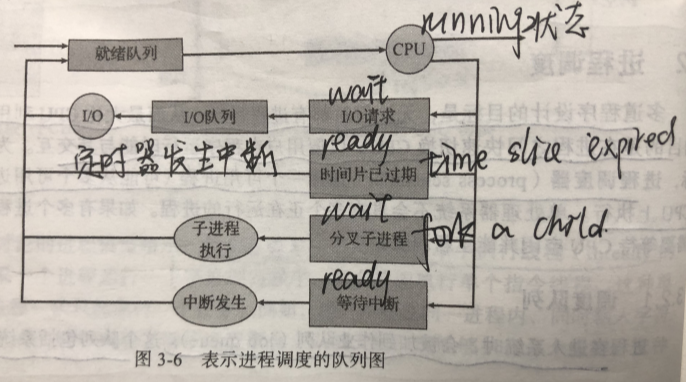 running状态
就绪队列
CPU
wait
I/O
I/O队列
I/O请求
ready
定时器发生中断
time slice expired
时间片已过期
wait
子进程
执行
分叉子进程
fork a child
ready
中断发生
等待中断
图 3-6 表示进程调度的队列图